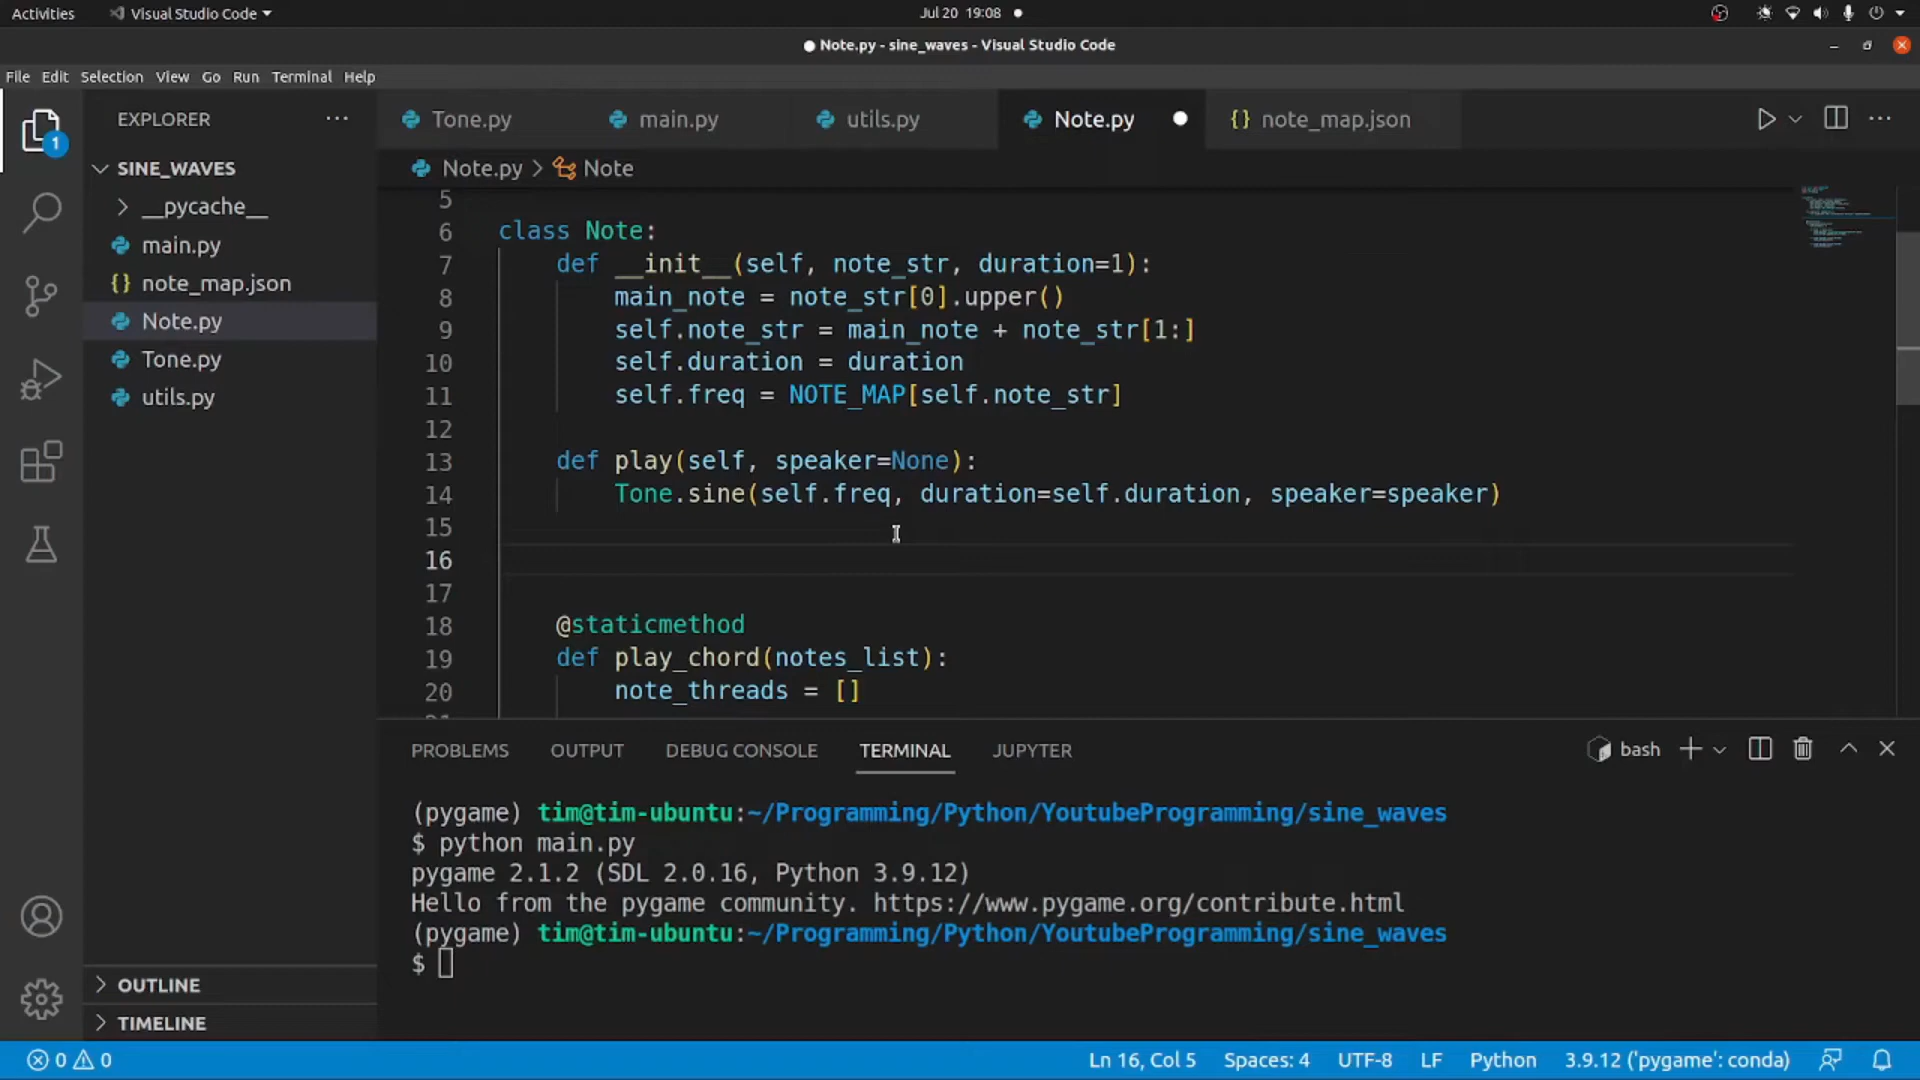 Activities
Visual Studio Code
Jul 20 19:08
Note.py - sine_waves - Visual Studio Code
File Edit Selection View Go Run Terminal Help
EXPLORER
Tone.py
main.py
utils.py
Note.py
{} note_map.json
SINE_WAVES
Note.py > Note
__pycache__
main.py
{} note_map.json
Note.py
Tone.py
utils.py
1
5
6 class Note:
7 def __init__(self, note_str, duration=1):
8 main_note = note_str[0].upper()
9 self.note_str = main_note + note_str[1:]
10 self.duration = duration
11 self.freq = NOTE_MAP[self.note_str]
12
13 def play(self, speaker=None):
14 Tone.sine(self.freq, duration=self.duration, speaker=speaker)
15
16
17
18 @staticmethod
19 def play_chord(notes_list):
20 note_threads = []
PROBLEMS OUTPUT DEBUG CONSOLE TERMINAL JUPYTER
bash
(pygame) tim@tim-ubuntu:~/Programming/Python/YoutubeProgramming/sine_waves
$ python main.py
pygame 2.1.2 (SDL 2.0.16, Python 3.9.12)
Hello from the pygame community. https://www.pygame.org/contribute.html
(pygame) tim@tim-ubuntu:~/Programming/Python/YoutubeProgramming/sine_waves
$
OUTLINE
TIMELINE
0 0
Ln 16, Col 5 Spaces: 4 UTF-8 LF Python 3.9.12 ('pygame': conda)